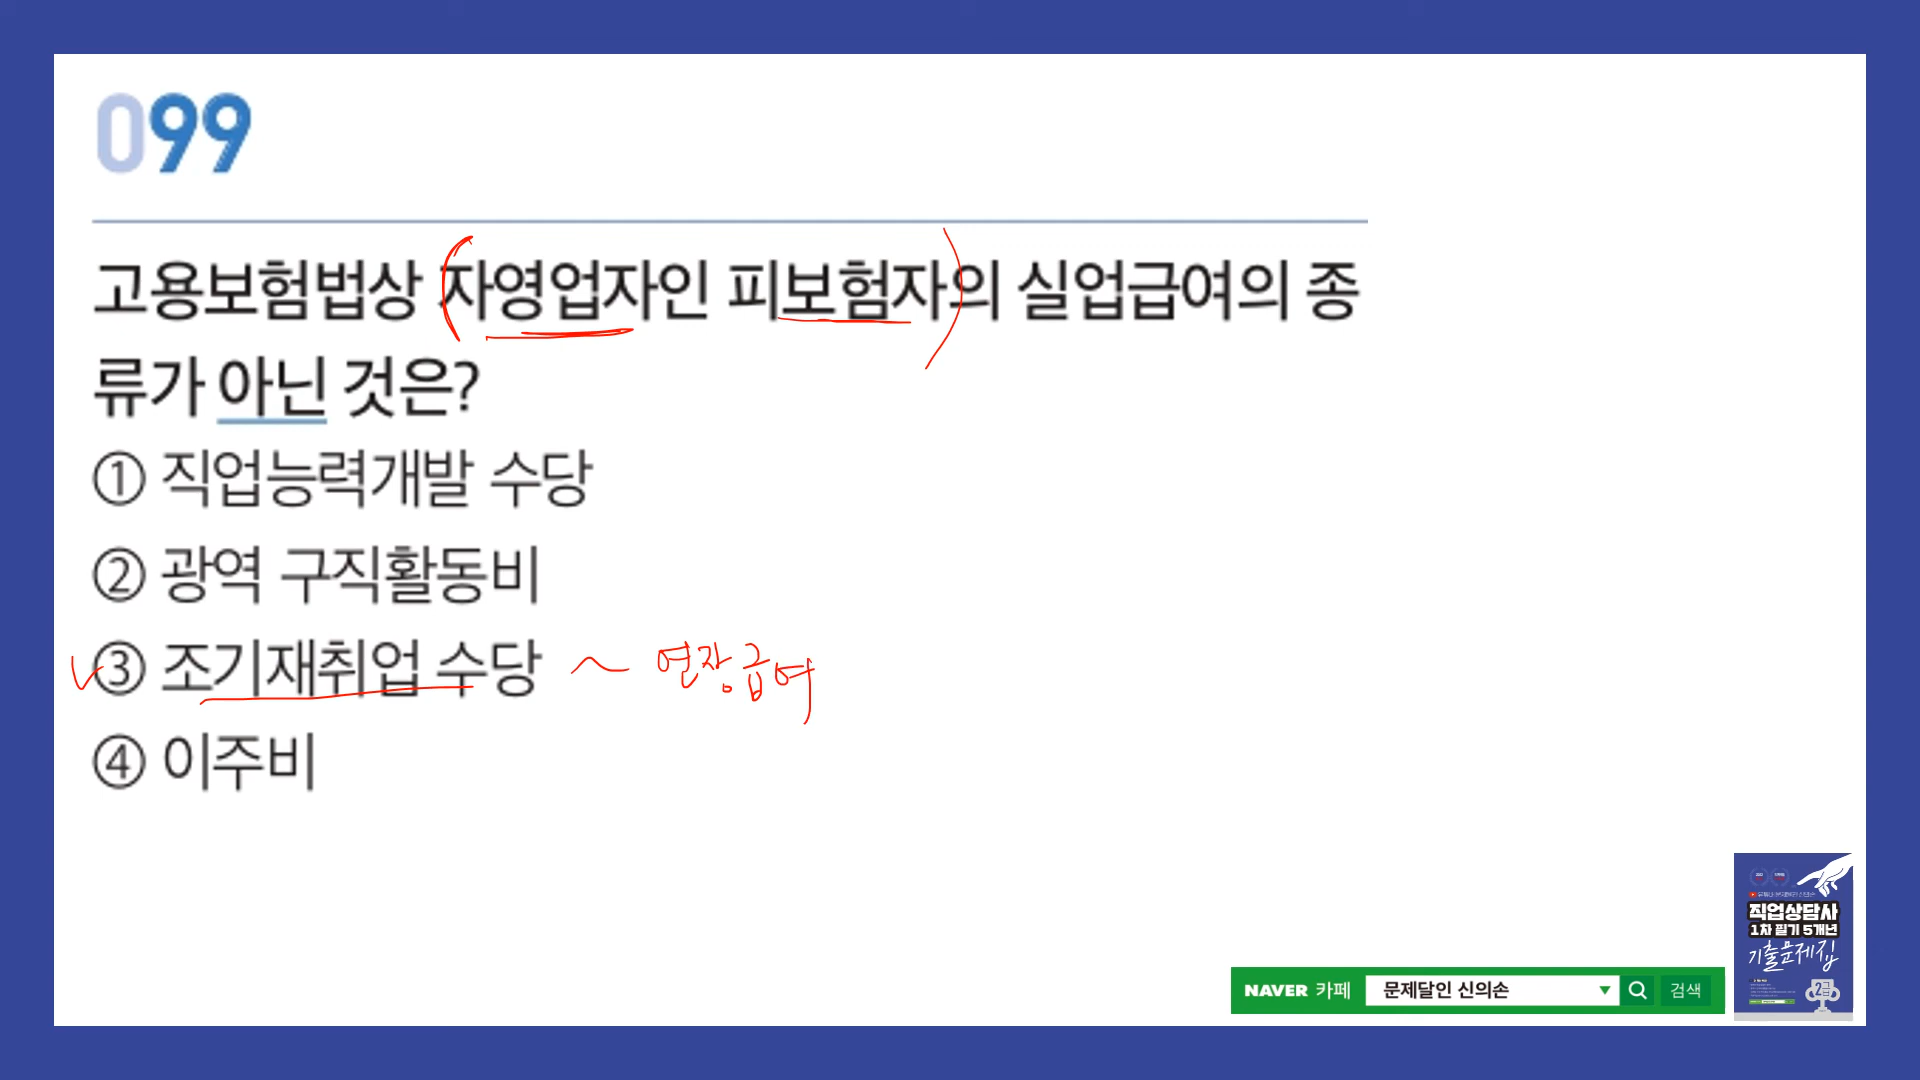 099
고용보험법상 자영업자인 피보험자의 실업급여의 종
류가 아닌 것은?
① 직업능력개발 수당
② 광역 구직활동비
③ 조기재취업 수당 ~ 연장급여
④ 이주비
직업상담사
1차 필기 5개년
기출문제집
2급
NAVER 카페 문제달인 신의손 검색